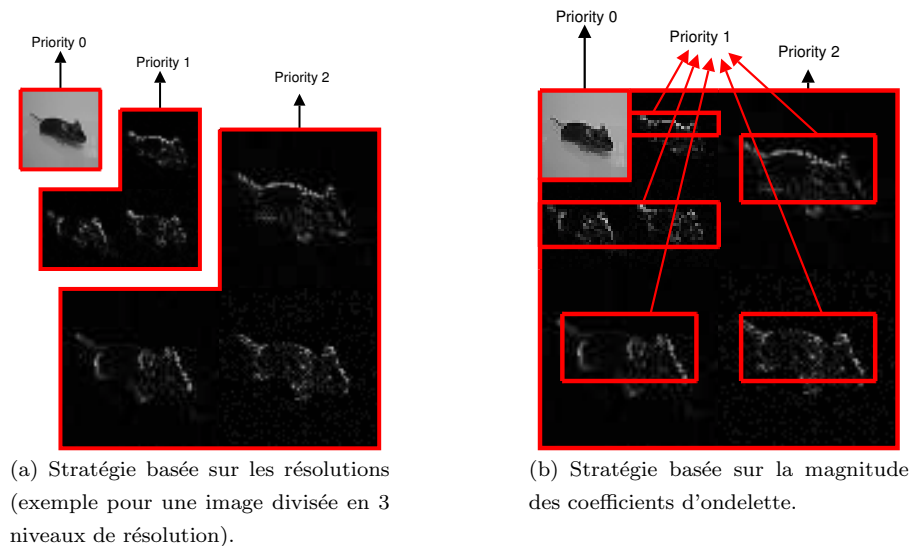 Priority 0
Priority 1
Priority 2
(a) Stratégie basée sur les résolutions
(exemple pour une image divisée en 3
niveaux de résolution).
Priority 0
Priority 1
Priority 2
(b) Stratégie basée sur la magnitude
des coefficients d'ondelette.